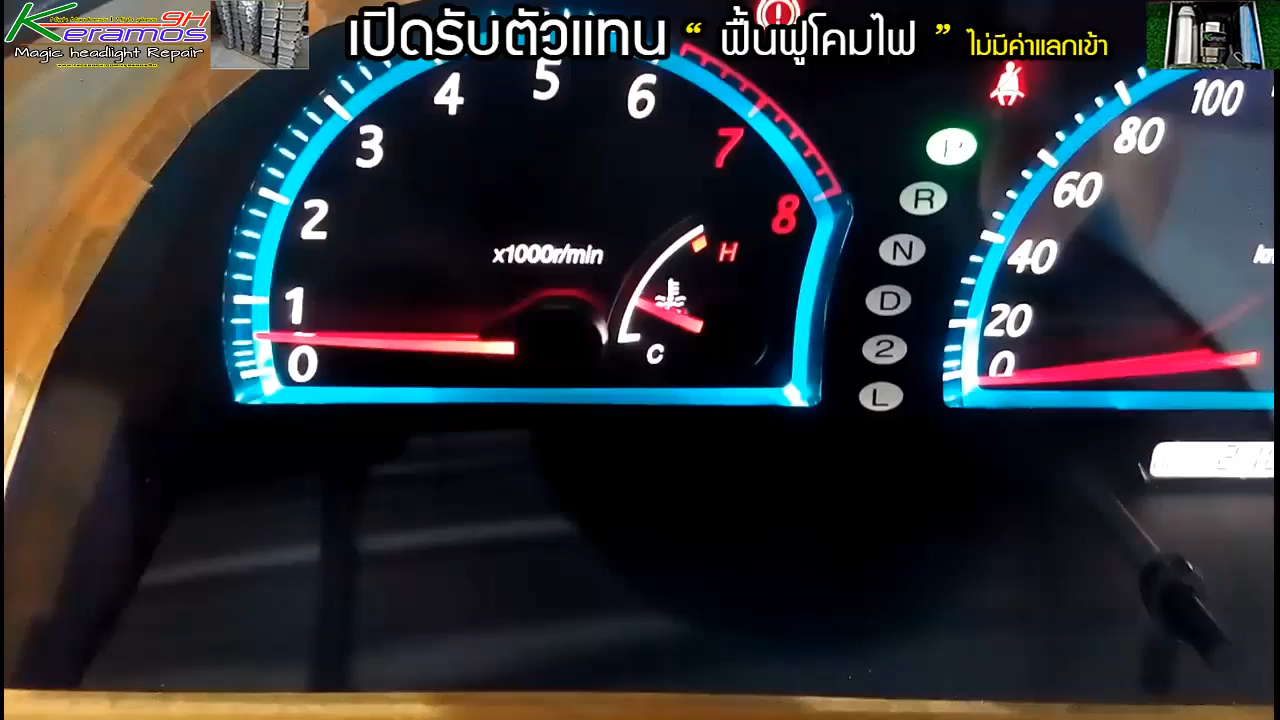 Keramos 9H
Magic headlight Repair
เปิดรับตัวแทน “ ฟื้นฟูโคมไฟ ” ไม่มีค่าแลกเข้า
0
1
2
3
4
5
6
7
8
x1000r/min
H
C
P
R
N
D
2
L
0
20
40
60
80
100